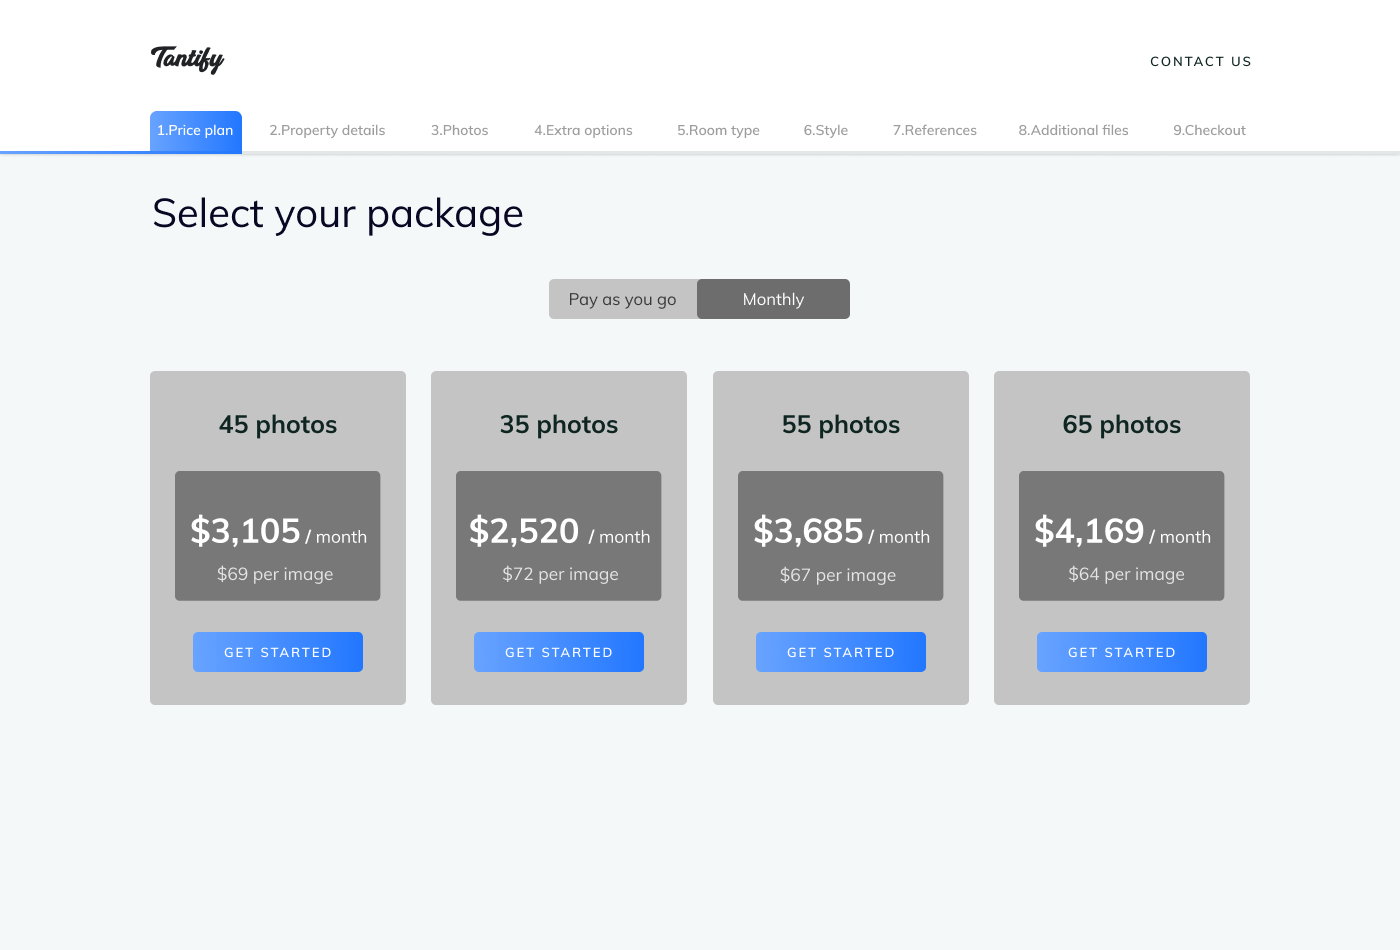 Tantify
CONTACT US
1.Price plan 2.Property details 3.Photos 4.Extra options 5.Room type 6.Style 7.References 8.Additional files 9.Checkout
Select your package
Pay as you go Monthly
45 photos
$3,105 / month
$69 per image
GET STARTED
35 photos
$2,520 / month
$72 per image
GET STARTED
55 photos
$3,685 / month
$67 per image
GET STARTED
65 photos
$4,169 / month
$64 per image
GET STARTED